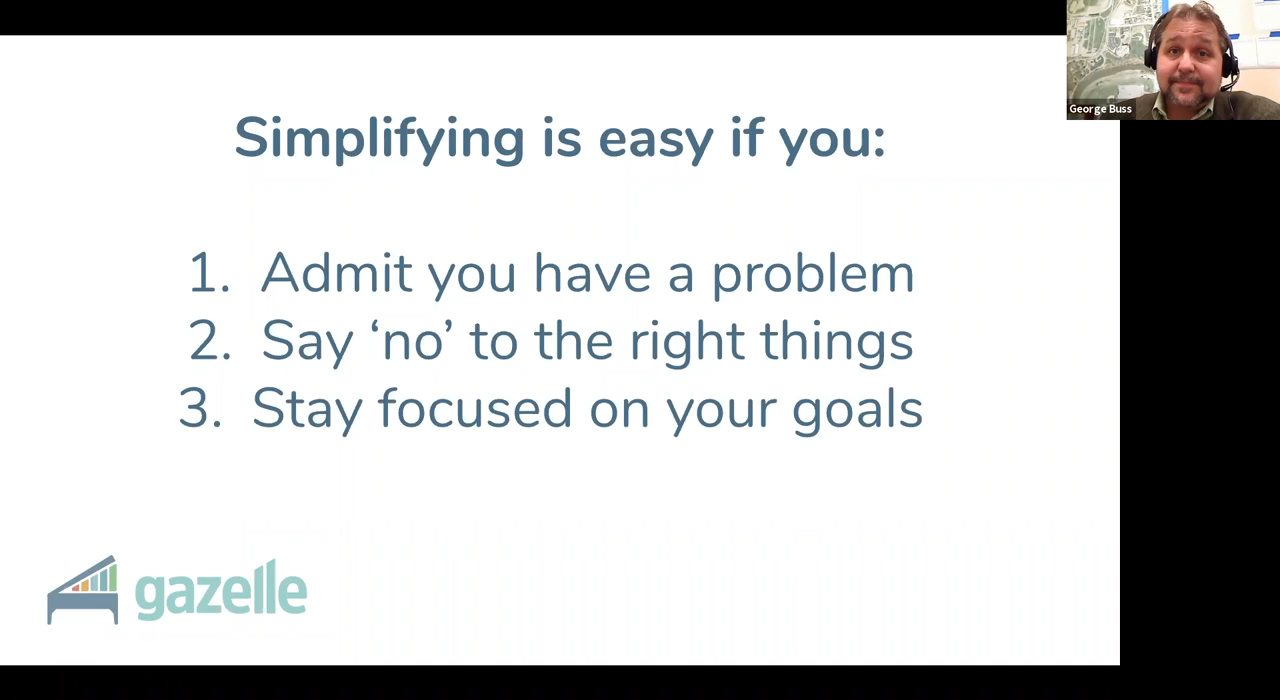 George Buss
Simplifying is easy if you:
1. Admit you have a problem
2. Say ‘no’ to the right things
3. Stay focused on your goals
gazelle